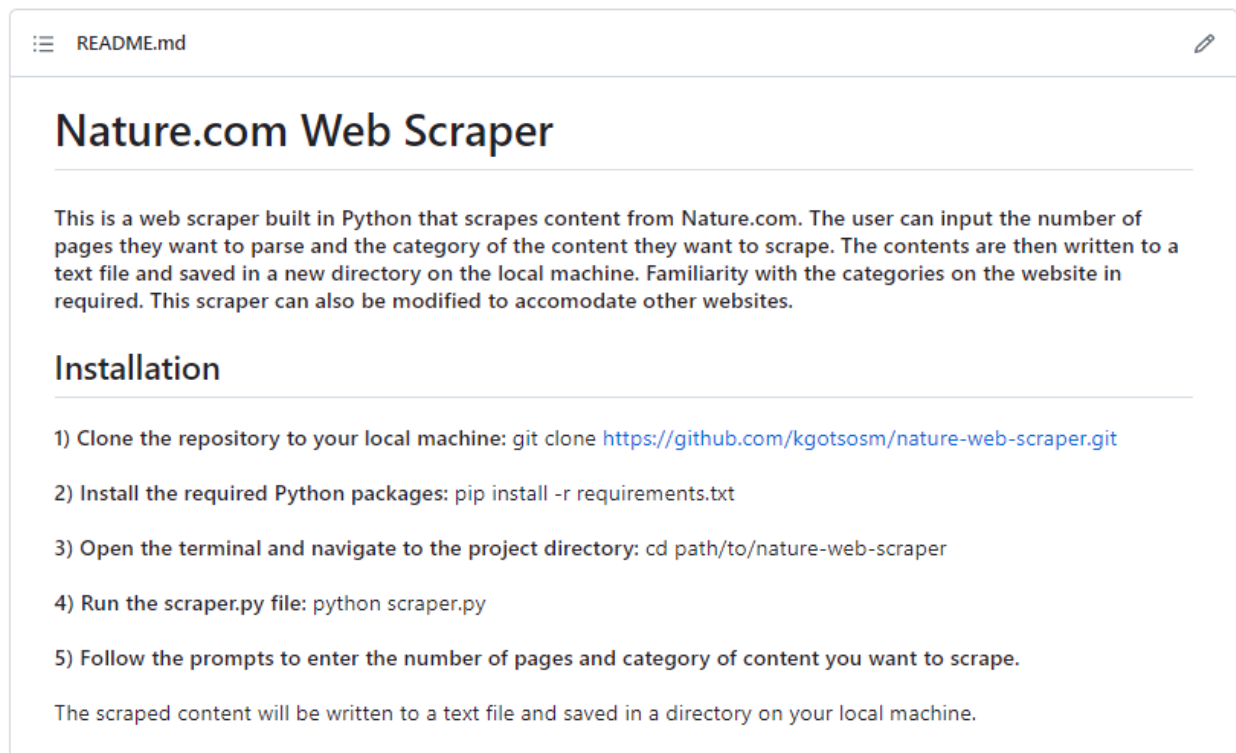 README.md
Nature.com Web Scraper
This is a web scraper built in Python that scrapes content from Nature.com. The user can input the number of
pages they want to parse and the category of the content they want to scrape. The contents are then written to a
text file and saved in a new directory on the local machine. Familiarity with the categories on the website in
required. This scraper can also be modified to accomodate other websites.
Installation
1) Clone the repository to your local machine: git clone https://github.com/kgotsosm/nature-web-scraper.git
2) Install the required Python packages: pip install -r requirements.txt
3) Open the terminal and navigate to the project directory: cd path/to/nature-web-scraper
4) Run the scraper.py file: python scraper.py
5) Follow the prompts to enter the number of pages and category of content you want to scrape.
The scraped content will be written to a text file and saved in a directory on your local machine.